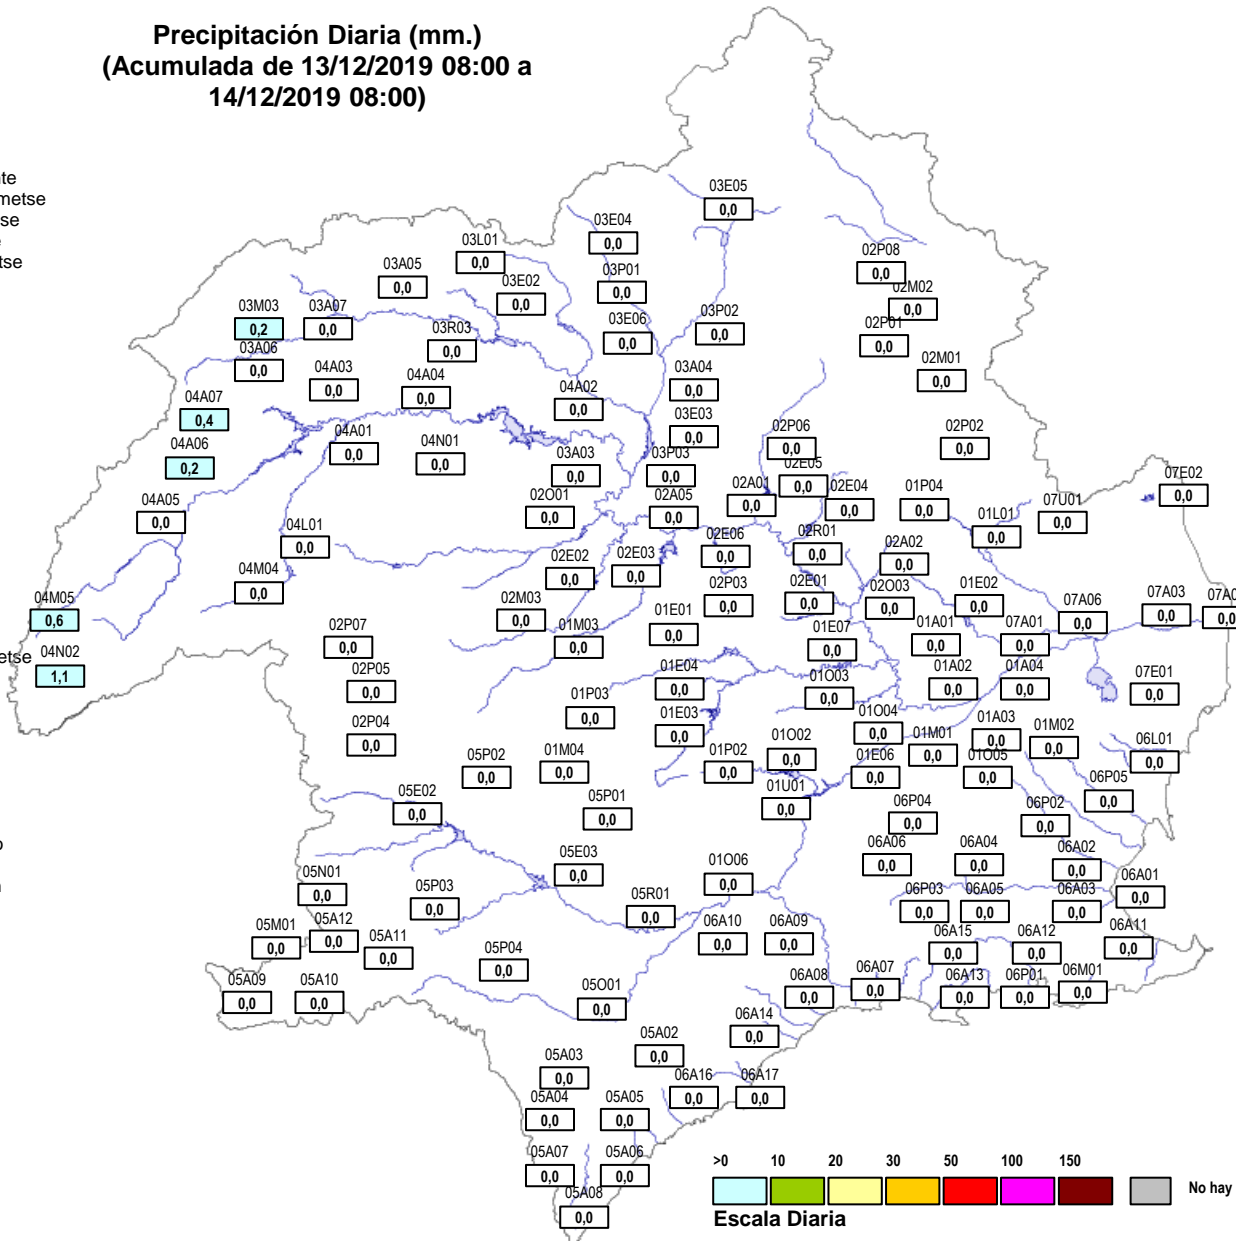 Precipitación Diaria (mm.)
(Acumulada de 13/12/2019 08:00 a
14/12/2019 08:00)
03E05
0,0
03E04
0,0
03L01
0,0
02P08
0,0
03A05
0,0
03E02
0,0
03P01
0,0
02M02
0,0
03M03
0,2
03A07
0,0
03R03
0,0
03E06
0,0
03P02
0,0
02P01
0,0
03A06
0,0
04A03
0,0
04A04
0,0
04A02
0,0
03A04
0,0
02M01
0,0
04A07
0,4
03E03
0,0
04A01
0,0
04N01
0,0
02P06
0,0
02P02
0,0
04A06
0,2
03A03
0,0
03P03
0,0
02E05
0,0
07E02
0,0
04A05
0,0
02O01
0,0
02A05
0,0
02A01
0,0
02E04
0,0
01P04
0,0
07U01
0,0
01L01
0,0
04L01
0,0
02E06
0,0
02R01
0,0
02A02
0,0
04M04
0,0
02E02
0,0
02E03
0,0
02P03
0,0
02E01
0,0
02O03
0,0
01E02
0,0
04M05
0,6
02M03
0,0
01E01
0,0
07A06
0,0
07A03
0,0
07A0
0,0
02P07
0,0
01M03
0,0
01E07
0,0
01A01
0,0
07A01
0,0
etse
04N02
1,1
02P05
0,0
01E04
0,0
01O03
0,0
01A02
0,0
01A04
0,0
07E01
0,0
01P03
0,0
02P04
0,0
01E03
0,0
01O04
0,0
01A03
0,0
01M02
0,0
05P02
0,0
01M04
0,0
01P02
0,0
01O02
0,0
01M01
0,0
01E06
0,0
01O05
0,0
06L01
0,0
05E02
0,0
05P01
0,0
01U01
0,0
06P04
0,0
06P02
0,0
06P05
0,0
05E03
0,0
01O06
0,0
06A06
0,0
06A04
0,0
06A02
0,0
05N01
0,0
05P03
0,0
05R01
0,0
06P03
0,0
06A05
0,0
06A03
0,0
06A01
0,0
05M01
0,0
05A12
0,0
05A11
0,0
05P04
0,0
06A10
0,0
06A09
0,0
06A15
0,0
06A12
0,0
06A11
0,0
05A09
0,0
05A10
0,0
05O01
0,0
06A08
0,0
06A07
0,0
06A13
0,0
06P01
0,0
06M01
0,0
05A02
0,0
06A14
0,0
05A03
0,0
06A16
0,0
06A17
0,0
05A04
0,0
05A05
0,0
05A07
0,0
05A06
0,0
05A08
0,0
>0 10 20 30 50 100 150
No hay
Escala Diaria